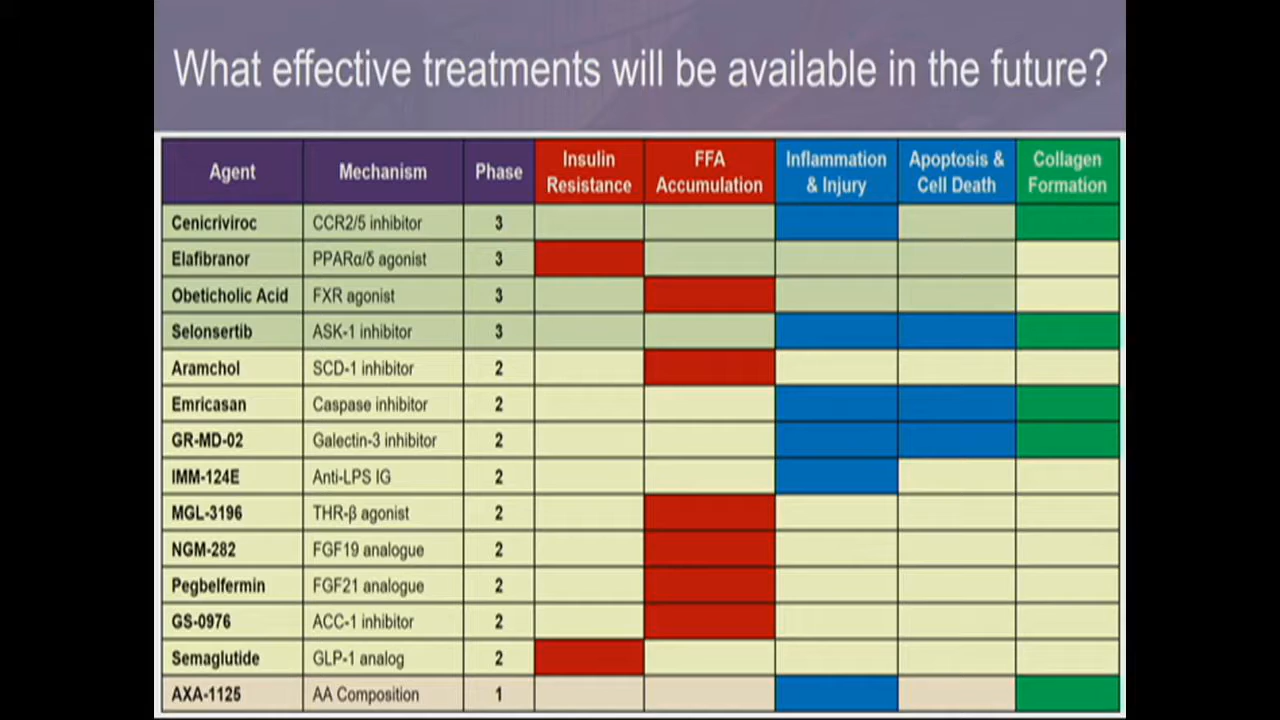 What effective treatments will be available in the future?
Agent Mechanism Phase Insulin Resistance FFA Accumulation Inflammation & Injury Apoptosis & Cell Death Collagen Formation
Cenicriviroc CCR2/5 inhibitor 3
Elafibranor PPARα/δ agonist 3
Obeticholic Acid FXR agonist 3
Selonsertib ASK-1 inhibitor 3
Aramchol SCD-1 inhibitor 2
Emricasan Caspase inhibitor 2
GR-MD-02 Galectin-3 inhibitor 2
IMM-124E Anti-LPS IG 2
MGL-3196 THR-β agonist 2
NGM-282 FGF19 analogue 2
Pegbelfermin FGF21 analogue 2
GS-0976 ACC-1 inhibitor 2
Semaglutide GLP-1 analog 2
AXA-1125 AA Composition 1